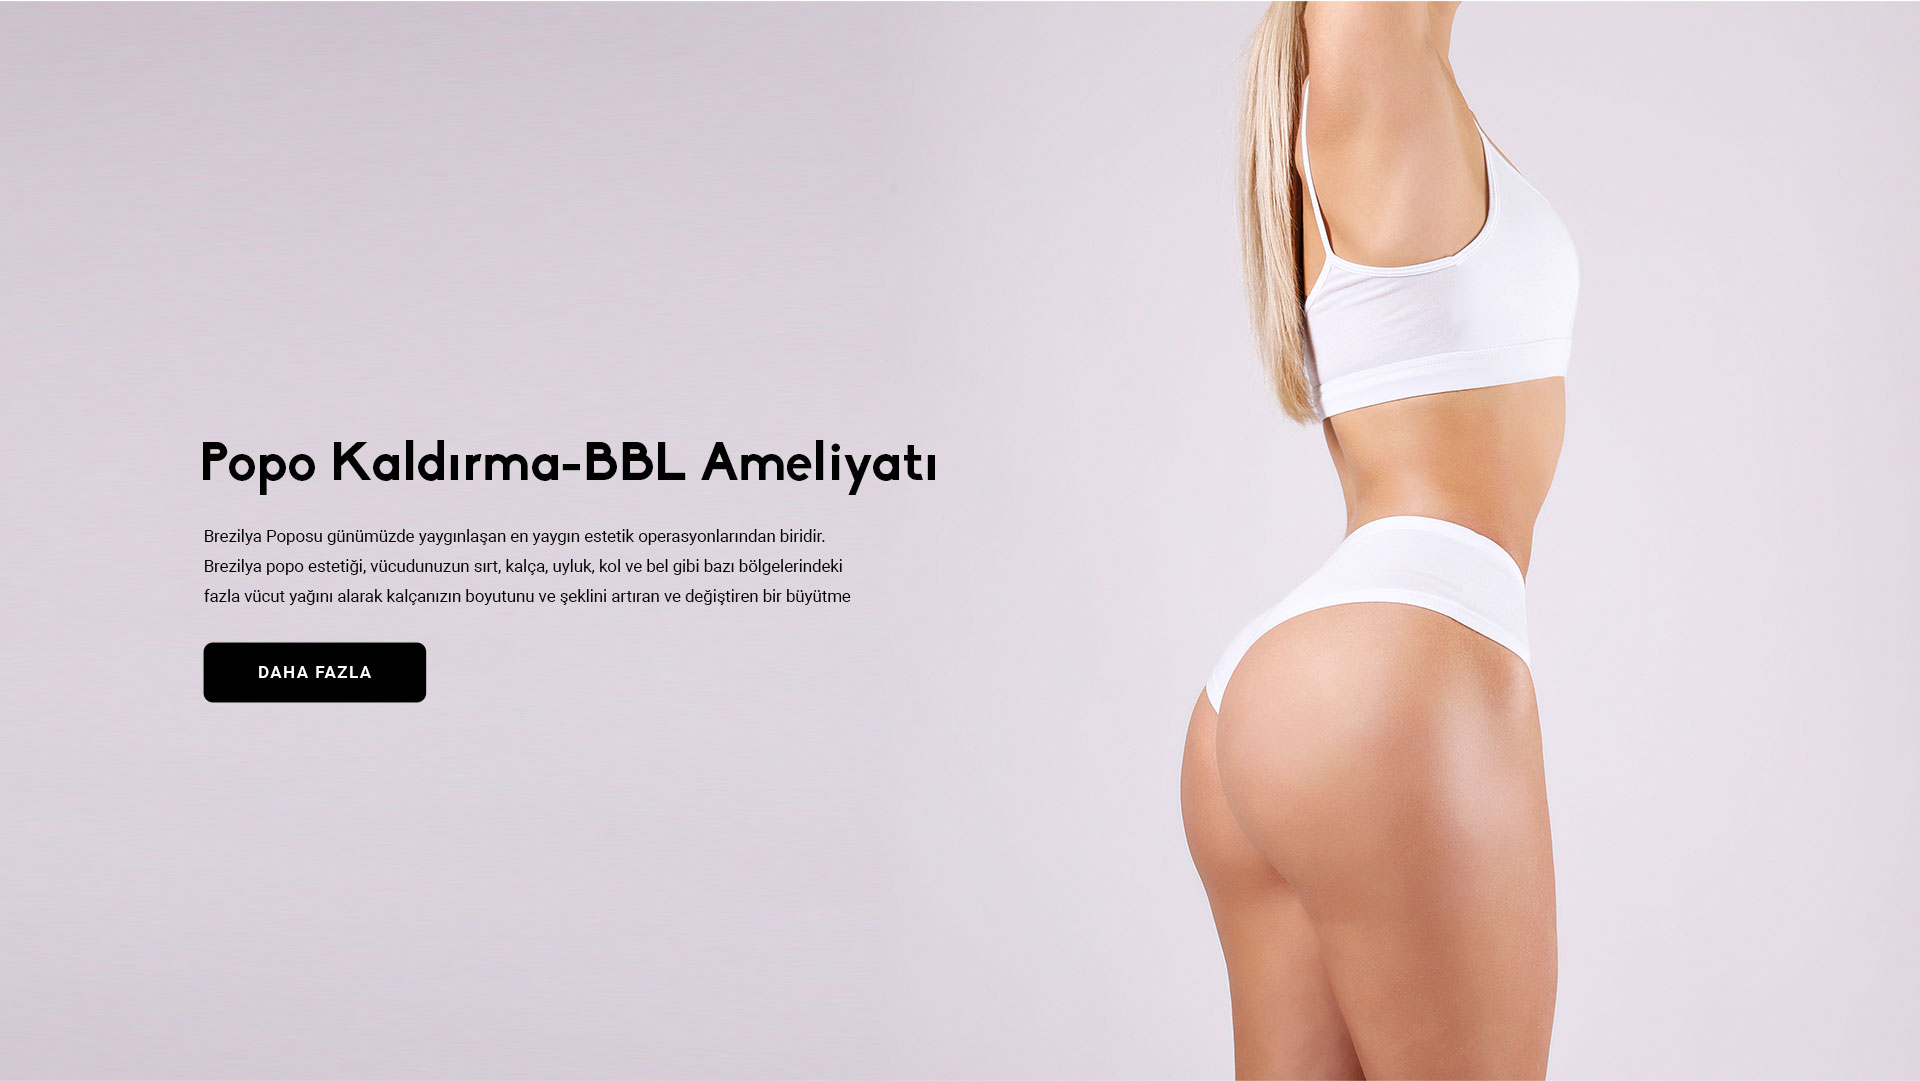 Popo Kaldırma-BBL Ameliyatı
Brezilya Poposu günümüzde yaygınlaşan en yaygın estetik operasyonlarından biridir.
Brezilya popo estetiği, vücudunuzun sırt, kalça, uyluk, kol ve bel gibi bazı bölgelerindeki
fazla vücut yağını alarak kalçanızın boyutunu ve şeklini artıran ve değiştiren bir büyütme
DAHA FAZLA